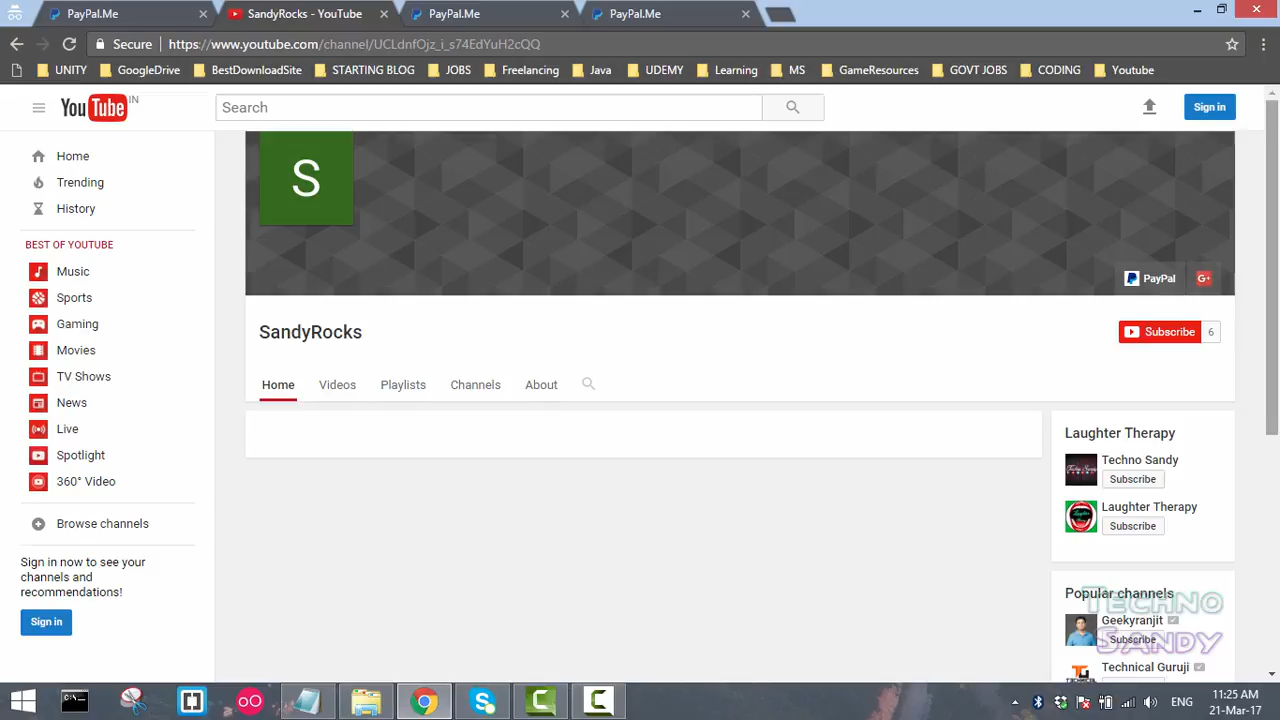 PayPal.Me
SandyRocks - YouTube
PayPal.Me
PayPal.Me
Secure
https://www.youtube.com/channel/UCLdnfOjz_i_s74EdYuH2cQQ
UNITY
GoogleDrive
BestDownloadSite
STARTING BLOG
JOBS
Freelancing
Java
UDEMY
Learning
MS
GameResources
GOVT JOBS
CODING
Youtube
YouTube IN
Search
Sign in
Home
Trending
History
BEST OF YOUTUBE
Music
Sports
Gaming
Movies
TV Shows
News
Live
Spotlight
360° Video
Browse channels
Sign in now to see your
channels and
recommendations!
Sign in
S
PayPal
G+
SandyRocks
Subscribe 6
Home
Videos
Playlists
Channels
About
Laughter Therapy
Techno Sandy
Subscribe
Laughter Therapy
Subscribe
Popular channels
Geekyranjit
Subscribe
Technical Guruji
TECHNO
SANDY
ENG
11:25 AM
21-Mar-17